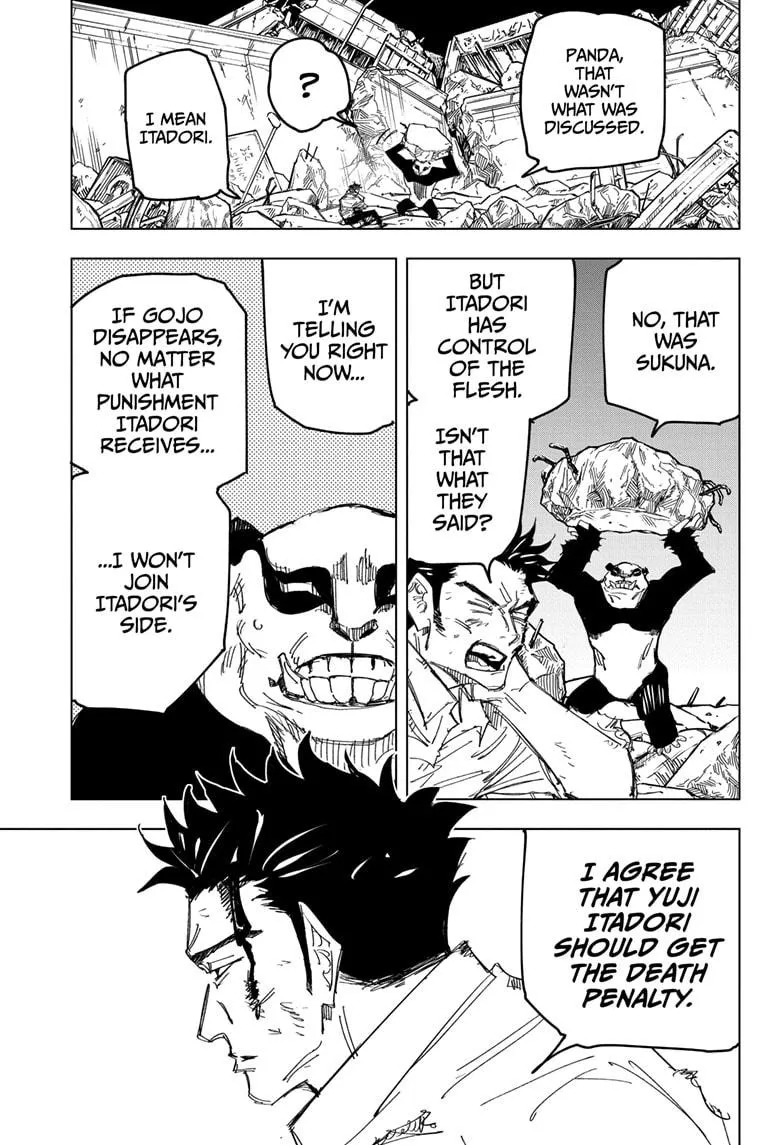 PANDA,
THAT
WASN'T
WHAT WAS
DISCUSSED.
?
I MEAN
ITADORI.
NO, THAT
WAS
SUKUNA.
BUT
ITADORI
HAS
CONTROL
OF THE
FLESH.
ISN'T
THAT
WHAT
THEY
SAID?
I'M
TELLING
YOU RIGHT
NOW...
IF GOJO
DISAPPEARS,
NO MATTER
WHAT
PUNISHMENT
ITADORI
RECEIVES...
...I WON'T
JOIN
ITADORI'S
SIDE.
I AGREE
THAT YUJI
ITADORI
SHOULD GET
THE DEATH
PENALTY.